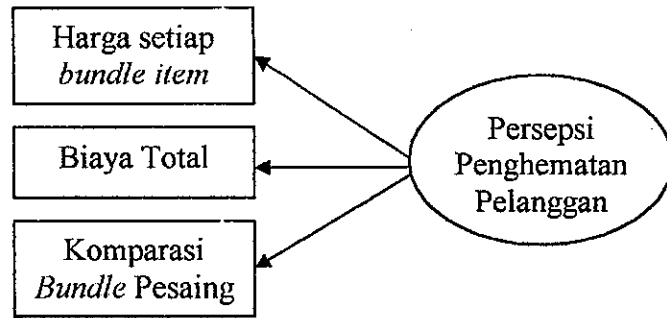 Harga setiap
bundle item
Biaya Total
Komparasi
Bundle Pesaing
Persepsi
Penghematan
Pelanggan